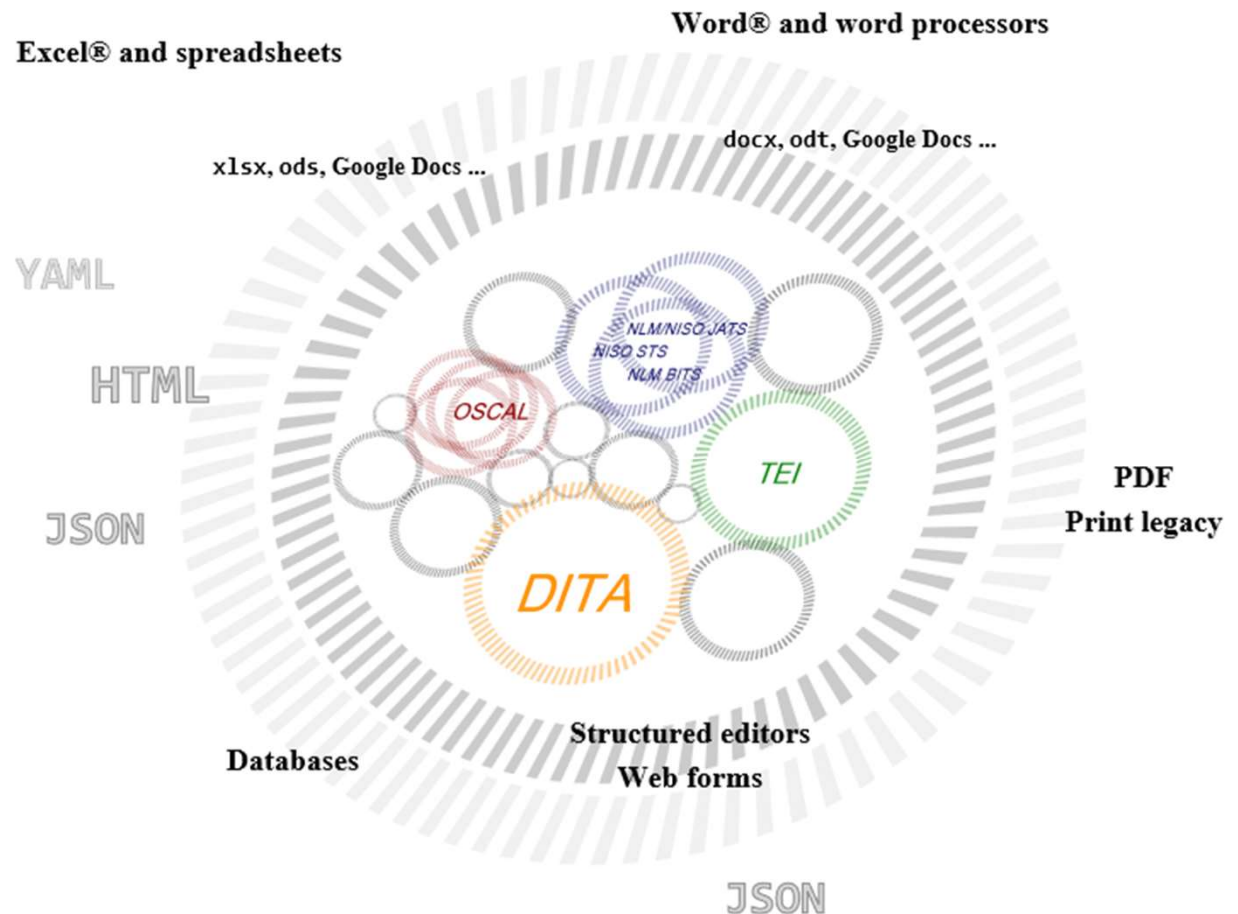 Word® and word processors
Excel® and spreadsheets
docx, odt, Google Docs ...
xlsx, ods, Google Docs ...
YAML
NLM/NISO JATS
NISO STS
NLM BITS
HTML
OSCAL
TEI
PDF
Print legacy
JSON
DITA
Structured editors
Databases
Web forms
JSON